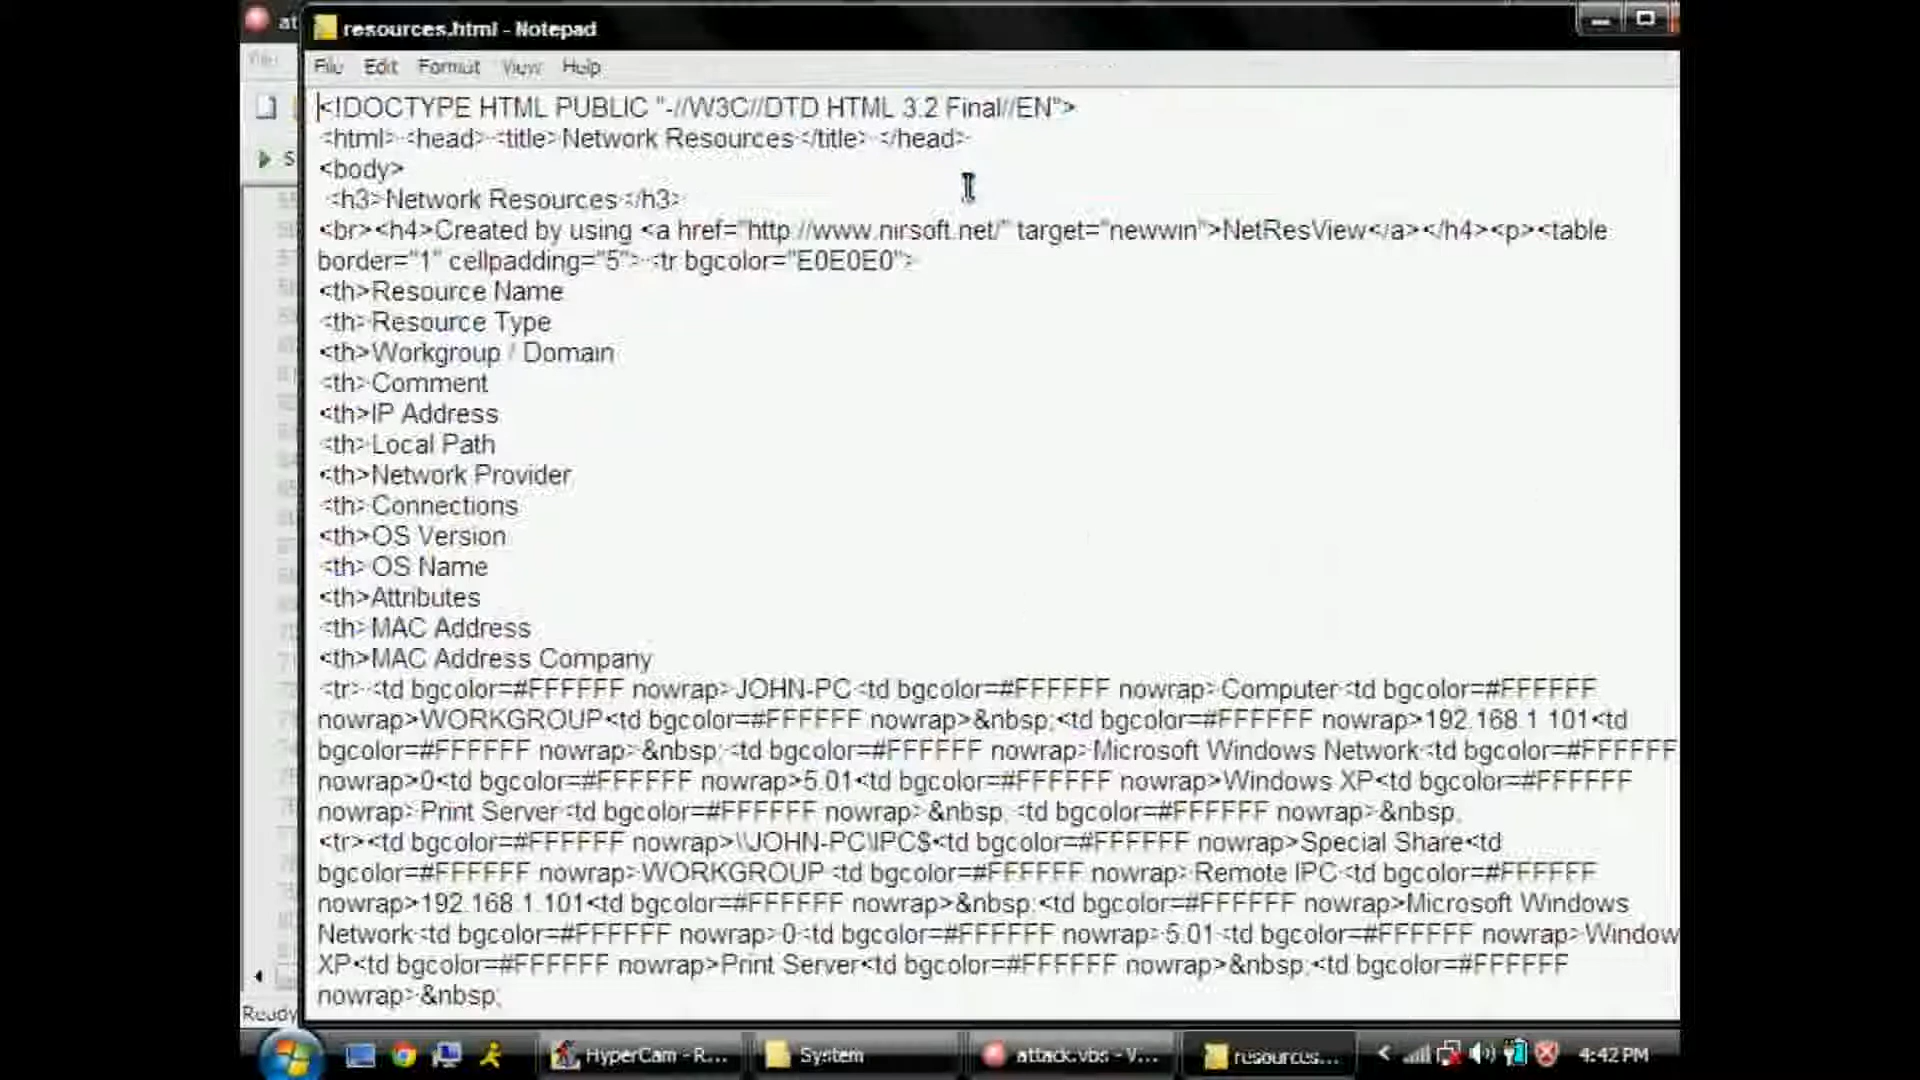 at
resources.html - Notepad
File
File Edit Format View Help
<!DOCTYPE HTML PUBLIC "-//W3C//DTD HTML 3.2 Final//EN">
<html> <head> <title> Network Resources </title> </head>
<body>
<h3> Network Resources </h3>
<br><h4>Created by using <a href="http://www.nirsoft.net/" target="newwin">NetResView</a></h4><p><table
border="1" cellpadding="5"> <tr bgcolor="E0E0E0">
<th>Resource Name
<th>Resource Type
<th>Workgroup / Domain
<th>Comment
<th>IP Address
<th>Local Path
<th>Network Provider
<th>Connections
<th>OS Version
<th>OS Name
<th>Attributes
<th>MAC Address
<th>MAC Address Company
<tr> <td bgcolor=#FFFFFF nowrap>JOHN-PC<td bgcolor=#FFFFFF nowrap>Computer<td bgcolor=#FFFFFF
nowrap>WORKGROUP<td bgcolor=#FFFFFF nowrap>&nbsp;<td bgcolor=#FFFFFF nowrap>192.168.1.101<td
bgcolor=#FFFFFF nowrap>&nbsp;<td bgcolor=#FFFFFF nowrap>Microsoft Windows Network<td bgcolor=#FFFFFF
nowrap>0<td bgcolor=#FFFFFF nowrap>5.01<td bgcolor=#FFFFFF nowrap>Windows XP<td bgcolor=#FFFFFF
nowrap>Print Server<td bgcolor=#FFFFFF nowrap>&nbsp;<td bgcolor=#FFFFFF nowrap>&nbsp;
<tr><td bgcolor=#FFFFFF nowrap>\\JOHN-PC\IPC$<td bgcolor=#FFFFFF nowrap>Special Share<td
bgcolor=#FFFFFF nowrap>WORKGROUP<td bgcolor=#FFFFFF nowrap>Remote IPC<td bgcolor=#FFFFFF
nowrap>192.168.1.101<td bgcolor=#FFFFFF nowrap>&nbsp;<td bgcolor=#FFFFFF nowrap>Microsoft Windows
Network<td bgcolor=#FFFFFF nowrap>0<td bgcolor=#FFFFFF nowrap>5.01<td bgcolor=#FFFFFF nowrap>Window
XP<td bgcolor=#FFFFFF nowrap>Print Server<td bgcolor=#FFFFFF nowrap>&nbsp;<td bgcolor=#FFFFFF
nowrap>&nbsp;
Ready
HyperCam - R... System attack.vbs - V... resources... 4:42 PM